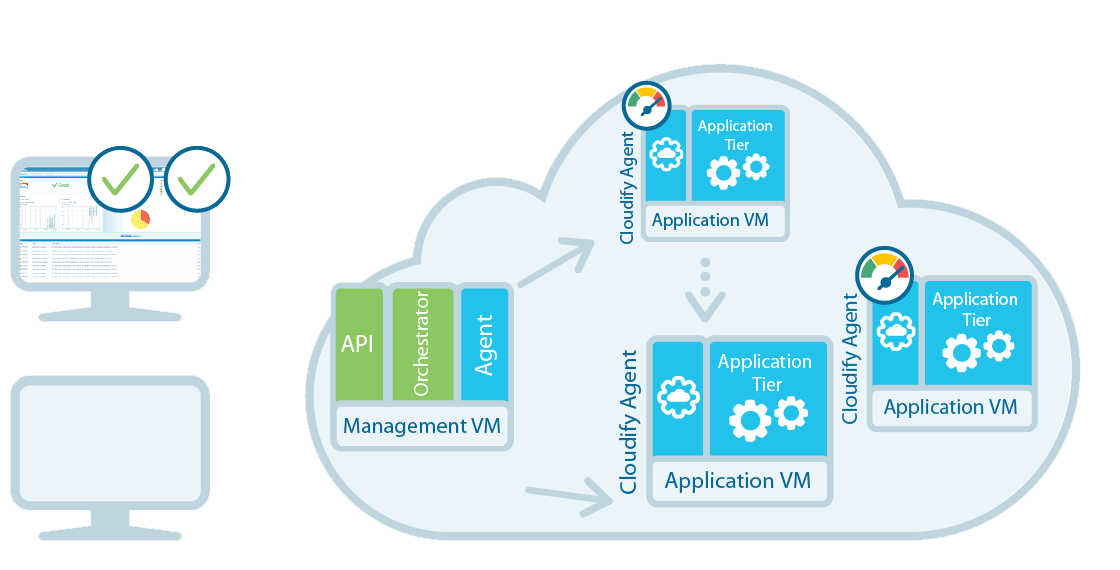 Good
API
Orchestrator
Agent
Management VM
Cloudify Agent
Application
Tier
Application VM
Cloudify Agent
Application
Tier
Application VM
Cloudify Agent
Application
Tier
Application VM